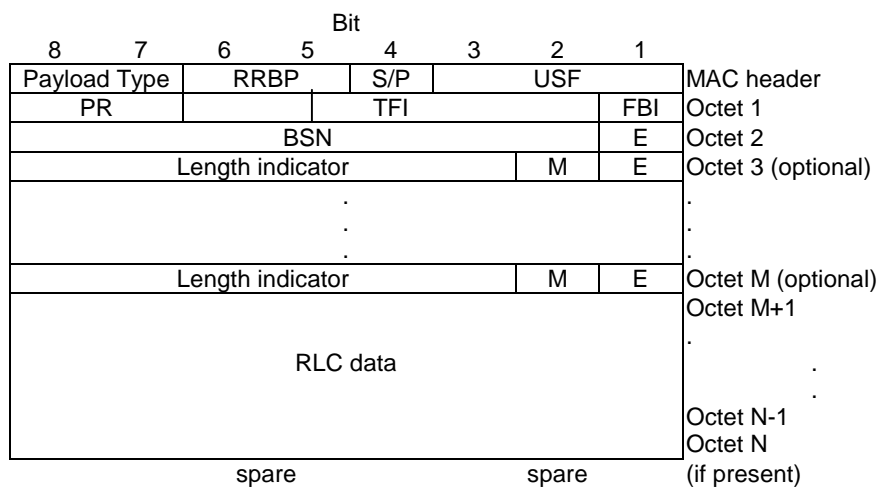 Bit
8 7 6 5 4 3 2 1
Payload Type RRBP S/P USF MAC header
PR TFI FBI Octet 1
BSN E Octet 2
Length indicator M E Octet 3 (optional)
. .
. .
. .
Length indicator M E Octet M (optional)
Octet M+1
.
RLC data .
.
Octet N-1
Octet N
spare spare (if present)